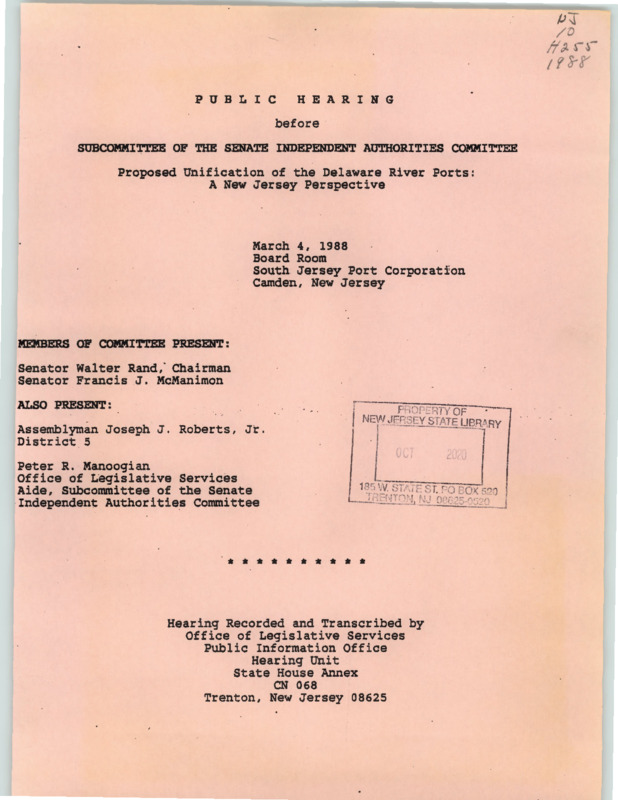 NJ
10
H255
1988
PUBLIC HEARING
before
SUBCOMMITTEE OF THE SENATE INDEPENDENT AUTHORITIES COMMITTEE
Proposed Unification of the Delaware River Ports:
A New Jersey Perspective
March 4, 1988
Board Room
South Jersey Port Corporation
Camden, New Jersey
MEMBERS OF COMMITTEE PRESENT:
Senator Walter Rand, Chairman
Senator Francis J. McManimon
ALSO PRESENT:
Assemblyman Joseph J. Roberts, Jr.
District 5
Peter R. Manoogian
Office of Legislative Services
Aide, Subcommittee of the Senate
Independent Authorities Committee
PROPERTY OF
NEW JERSEY STATE LIBRARY
OCT 2020
185 W. STATE ST. PO BOX 520
TRENTON, NJ 08625-0520
* * * * * * * * * *
Hearing Recorded and Transcribed by
Office of Legislative Services
Public Information Office
Hearing Unit
State House Annex
CN 068
Trenton, New Jersey 08625